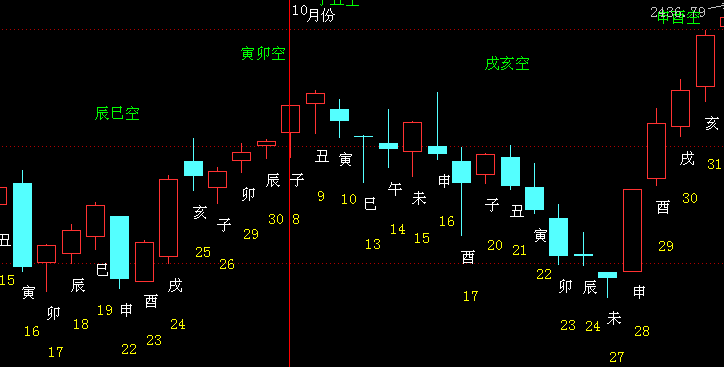 10月份
2436.79
申酉空
寅卯空
戌亥空
辰巳空
丑
15
寅
16
卯
17
辰
18
巳
19
申
22
酉
23
戌
24
亥
25
子
26
卯
29
辰
30
子
8
丑
9
寅
10
巳
13
午
14
未
15
申
16
酉
17
子
20
丑
21
寅
22
卯
23
辰
24
未
27
申
28
酉
29
戌
30
亥
31